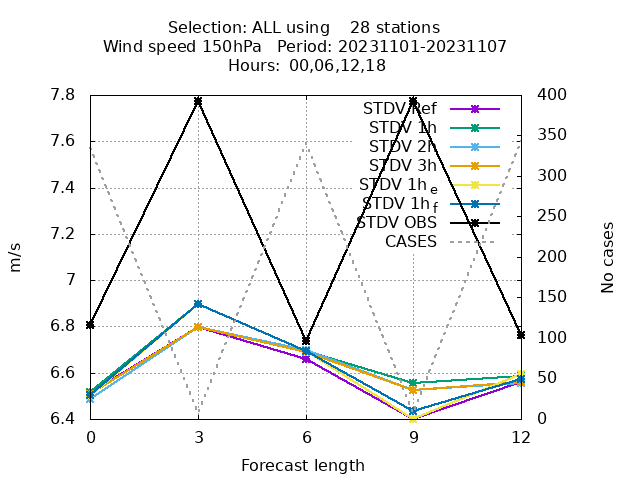 Selection: ALL using    28 stations
Wind speed 150hPa   Period: 20231101-20231107
Hours: 00,06,12,18
7.8
7.6
7.4
7.2
7
6.8
6.6
6.4
m/s
STDV Ref
STDV 1h
STDV 2h
STDV 3h
STDV 1h e
STDV 1h f
STDV OBS
CASES
400
350
300
250
200
150
100
50
0
No cases
0 3 6 9 12
Forecast length